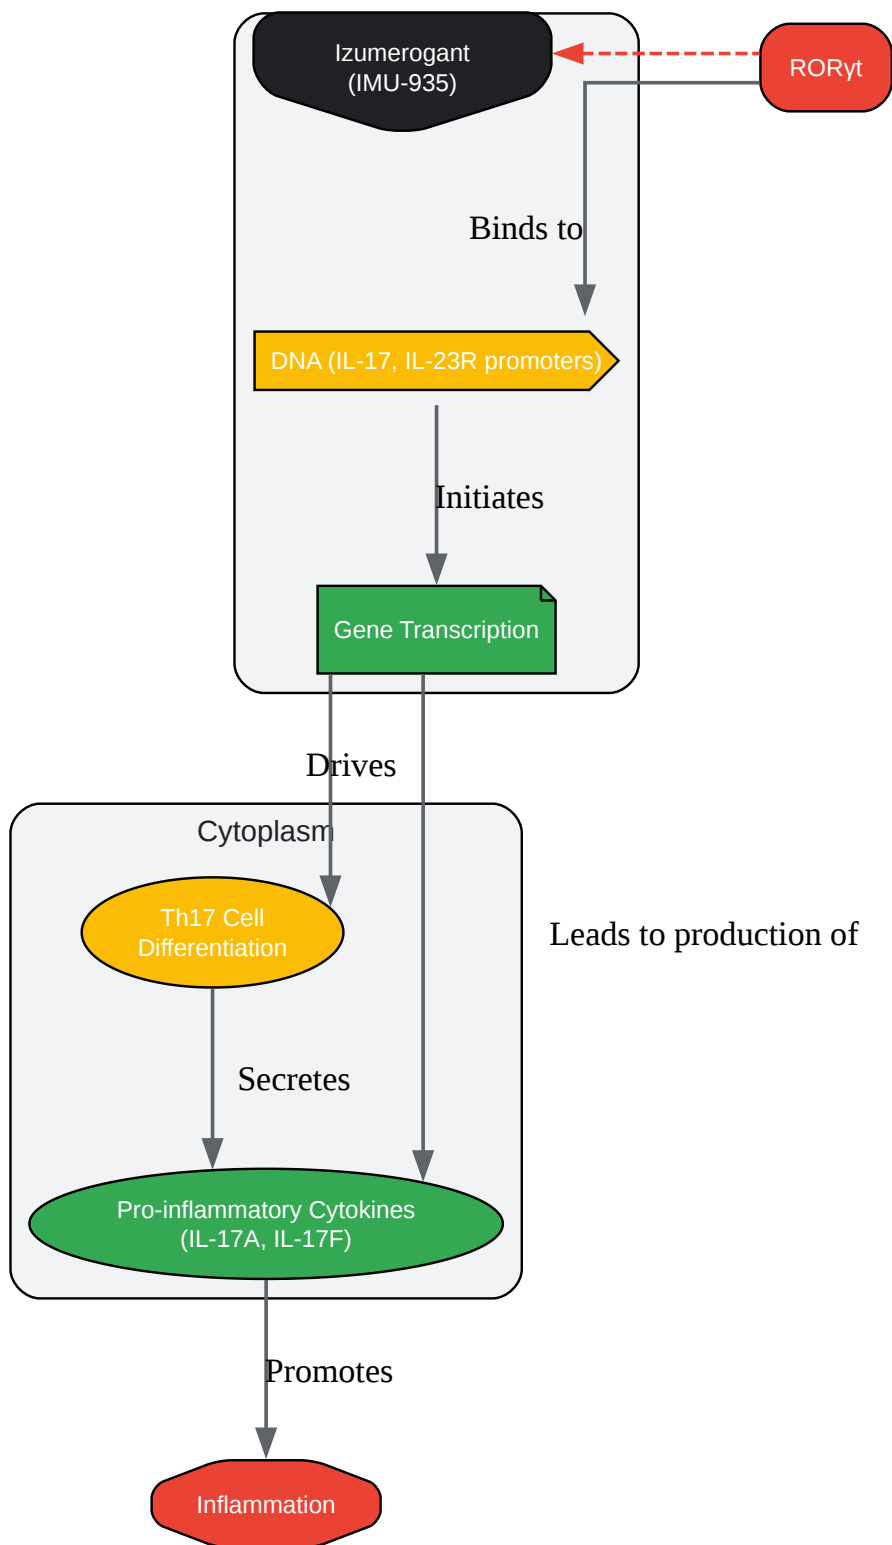 Izumerogant
(IMU-935)
RORγt
Binds to
DNA (IL-17, IL-23R promoters)
Initiates
Gene Transcription
Drives
Cytoplasm
Th17 Cell
Differentiation
Leads to production of
Secretes
Pro-inflammatory Cytokines
(IL-17A, IL-17F)
Promotes
Inflammation